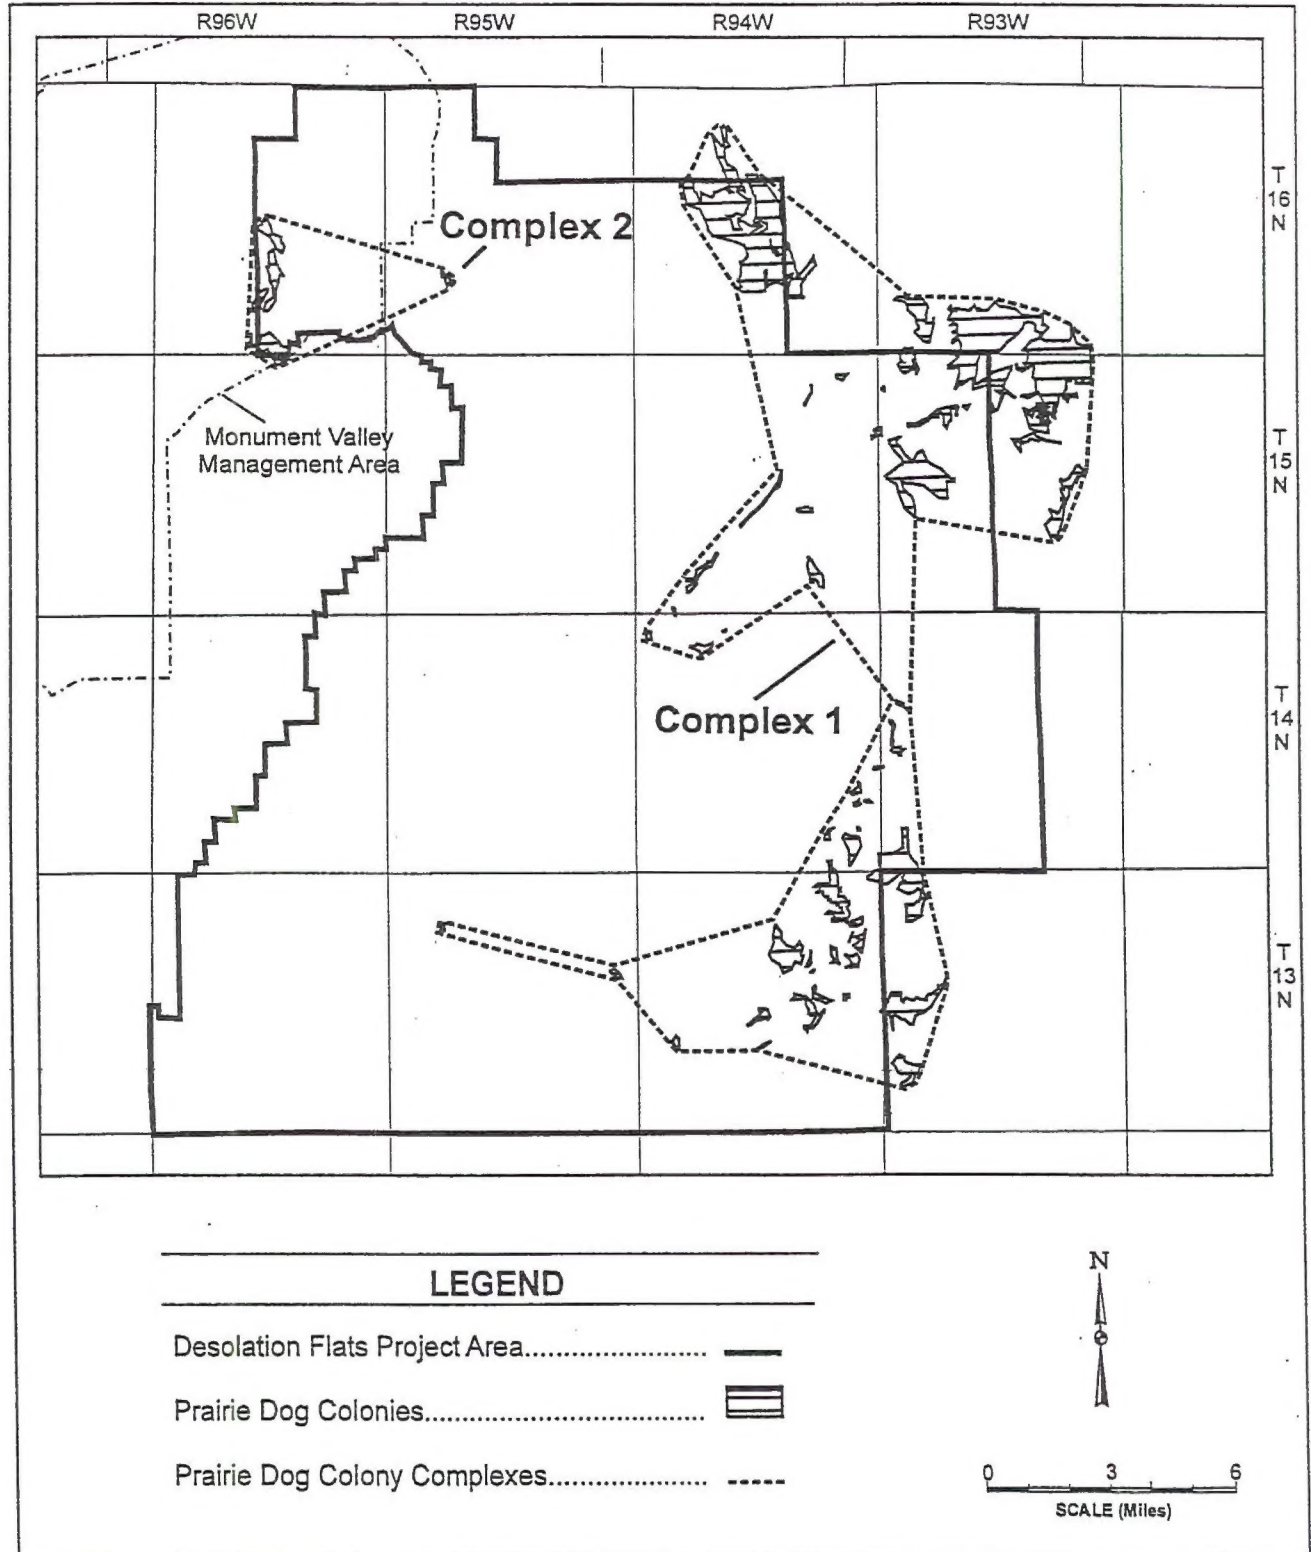 R96W R95W R94W R93W
T
16
N
Complex 2
Monument Valley
Management Area
T
15
N
Complex 1
T
14
N
T
13
N
LEGEND
Desolation Flats Project Area..........................
Prairie Dog Colonies........................................
Prairie Dog Colony Complexes......................
N
0 3 6
SCALE (Miles)